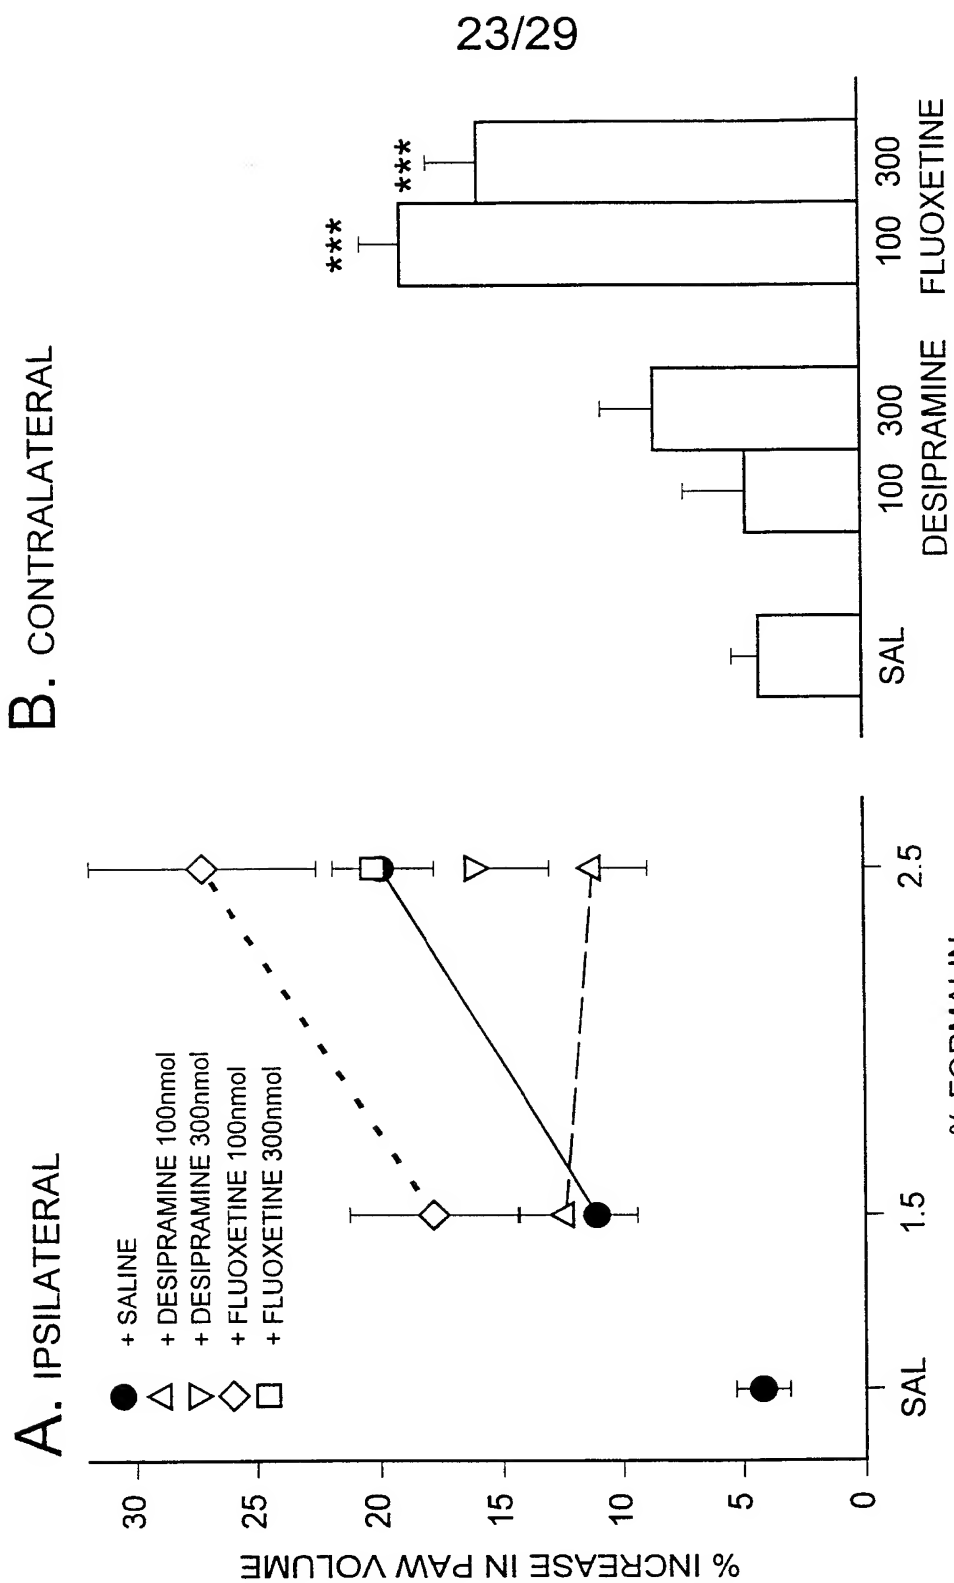 23/29
A. IPSILATERAL
+ SALINE
+ DESIPRAMINE 100nmol
+ DESIPRAMINE 300nmol
+ FLUOXETINE 100nmol
+ FLUOXETINE 300nmol
% INCREASE IN PAW VOLUME
30
25
20
15
10
5
0
SAL
1.5
2.5
% FORMALIN
B. CONTRALATERAL
***
***
SAL
100
300
100
300
DESIPRAMINE
FLUOXETINE